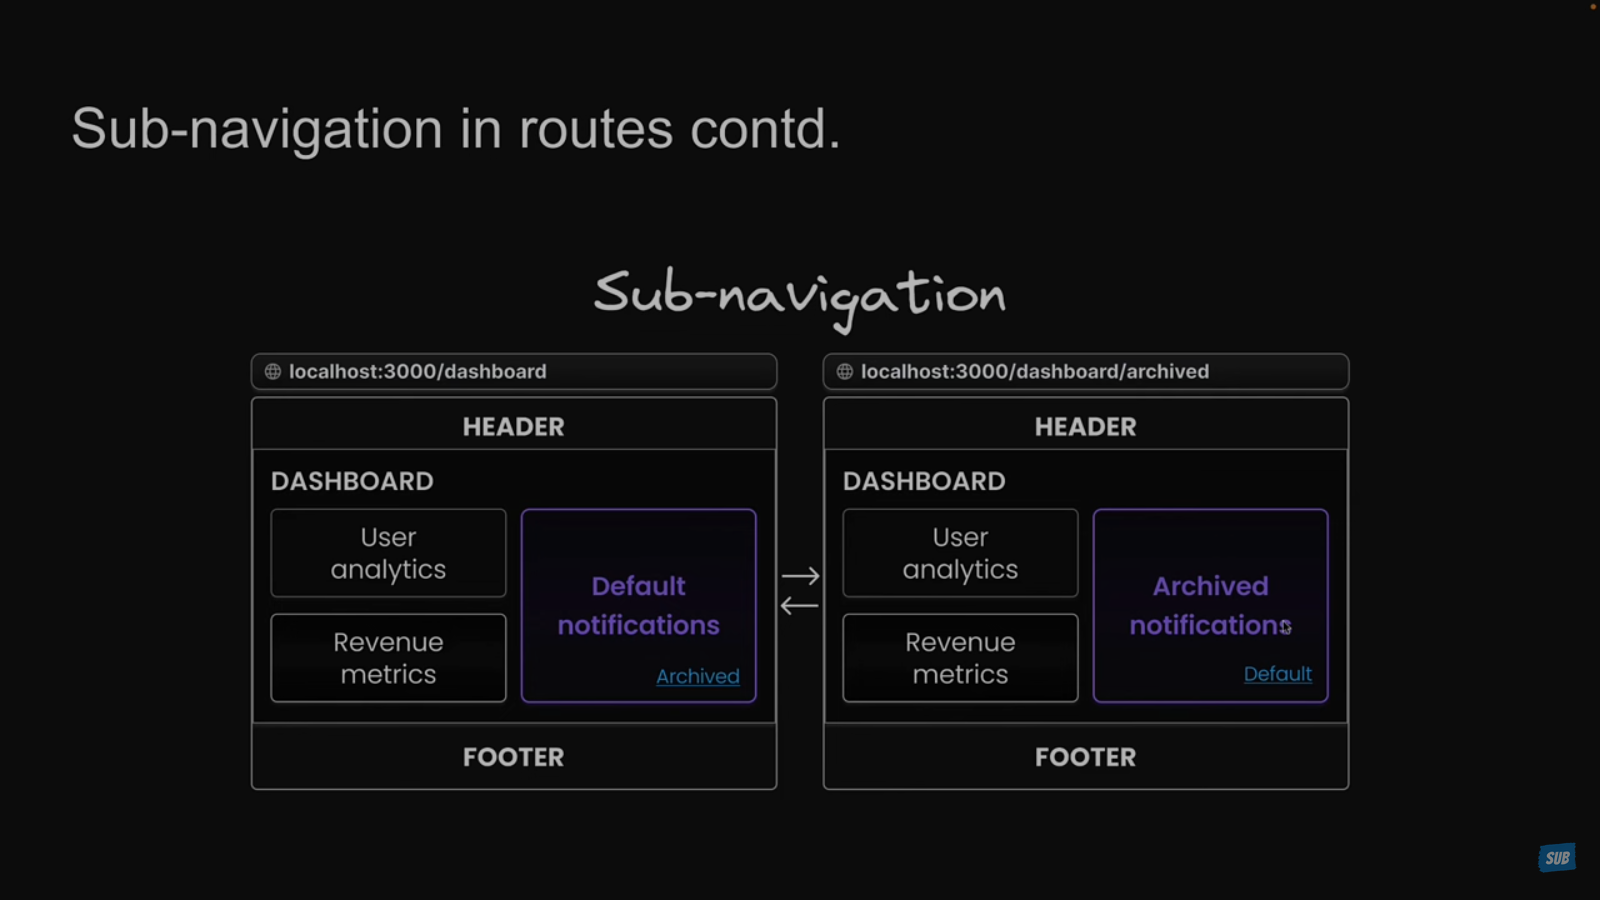 Sub-navigation in routes contd.
Sub-navigation
localhost:3000/dashboard
HEADER
DASHBOARD
User
analytics
Revenue
metrics
Default
notifications
Archived
FOOTER
localhost:3000/dashboard/archived
HEADER
DASHBOARD
User
analytics
Revenue
metrics
Archived
notifications
Default
FOOTER
SUB